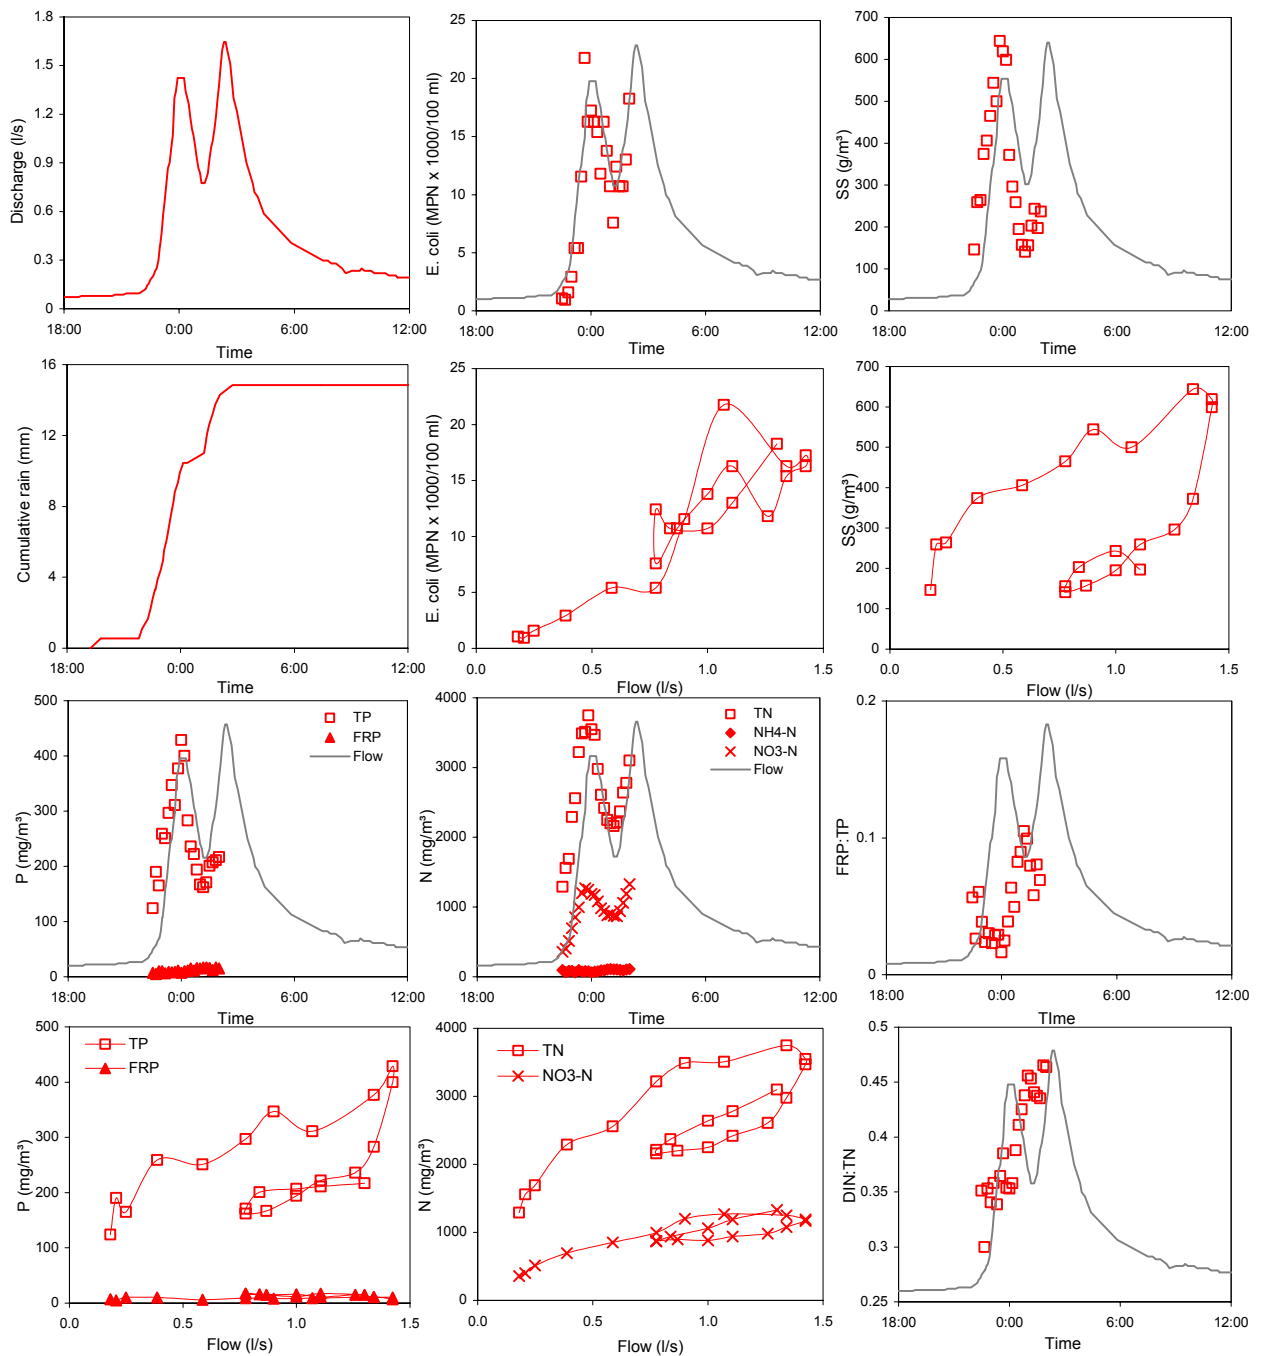 1.8
1.5
1.2
0.9
0.6
0.3
0
Discharge (l/s)
18:00 0:00 6:00 12:00
Time
25
20
15
10
5
0
E. coli (MPN x 1000/100 ml)
18:00 0:00 6:00 12:00
Time
700
600
500
400
300
200
100
0
SS (g/m³)
18:00 0:00 6:00 12:00
Time
16
12
8
4
0
Cumulative rain (mm)
18:00 0:00 6:00 12:00
Time
25
20
15
10
5
0
E. coli (MPN x 1000/100 ml)
0.0 0.5 1.0 1.5
Flow (l/s)
700
600
500
400
300
200
100
0
SS (g/m³)
0.0 0.5 1.0 1.5
Flow (l/s)
500
400
300
200
100
0
P (mg/m³)
TP
FRP
Flow
18:00 0:00 6:00 12:00
Time
4000
3000
2000
1000
0
N (mg/m³)
TN
NH4-N
NO3-N
Flow
18:00 0:00 6:00 12:00
Time
0.2
0.1
0
FRP:TP
18:00 0:00 6:00 12:00
TIme
500
400
300
200
100
0
P (mg/m³)
TP
FRP
0.0 0.5 1.0 1.5
Flow (l/s)
4000
3000
2000
1000
0
N (mg/m³)
TN
NO3-N
0.0 0.5 1.0 1.5
Flow (l/s)
0.5
0.45
0.4
0.35
0.3
0.25
DIN:TN
18:00 0:00 6:00 12:00
Time